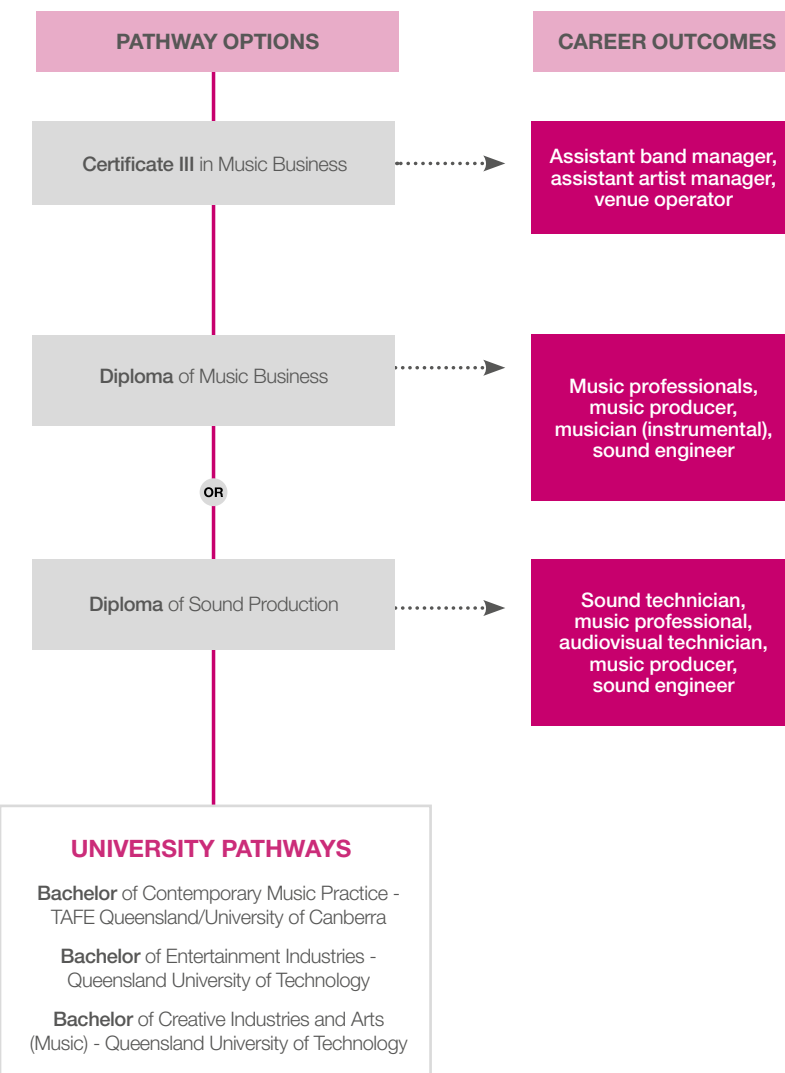 PATHWAY OPTIONS
CAREER OUTCOMES
Certificate III in Music Business
Assistant band manager,
assistant artist manager,
venue operator
Diploma of Music Business
Music professionals,
music producer,
musician (instrumental),
sound engineer
OR
Diploma of Sound Production
Sound technician,
music professional,
audiovisual technician,
music producer,
sound engineer
UNIVERSITY PATHWAYS
Bachelor of Contemporary Music Practice -
TAFE Queensland/University of Canberra
Bachelor of Entertainment Industries -
Queensland University of Technology
Bachelor of Creative Industries and Arts
(Music) - Queensland University of Technology